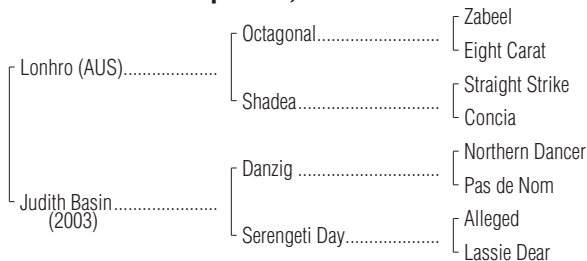 Zabeel
Octagonal....................
Eight Carat
Lonhro (AUS)..................
Straight Strike
Shadea.......................
Concia
Northern Dancer
Danzig .......................
Pas de Nom
Judith Basin....................
(2003)
Alleged
Serengeti Day................
Lassie Dear